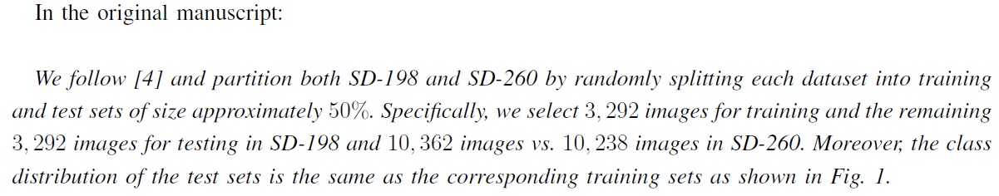 In the original manuscript:
We follow [4] and partition both SD-198 and SD-260 by randomly splitting each dataset into training
and test sets of size approximately 50%. Specifically, we select 3, 292 images for training and the remaining
3, 292 images for testing in SD-198 and 10, 362 images vs. 10, 238 images in SD-260. Moreover, the class
distribution of the test sets is the same as the corresponding training sets as shown in Fig. 1.